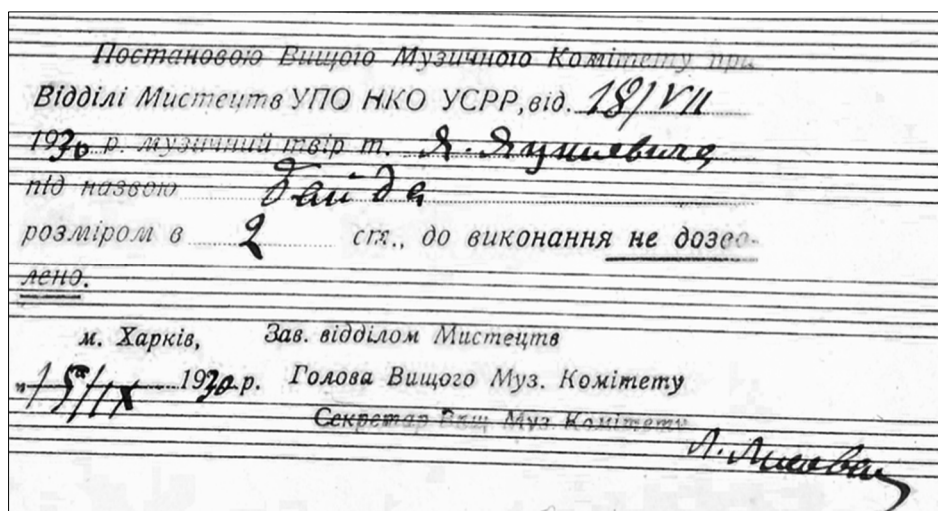 Постановою Вищого Музичного Комітету при
Відділі Мистецтв УПО НКО УСРР, від. 18/VII
1930 р. музичний твір т. Я. Яциневича
під назвою Байда
розміром в 2 ст., до виконання не дозво-
лено.
м. Харків, Зав. відділом Мистецтв
"15/IX 1930 р. Голова Вищого Муз. Комітету
Секретар Вищ Муз Комітету
Л.